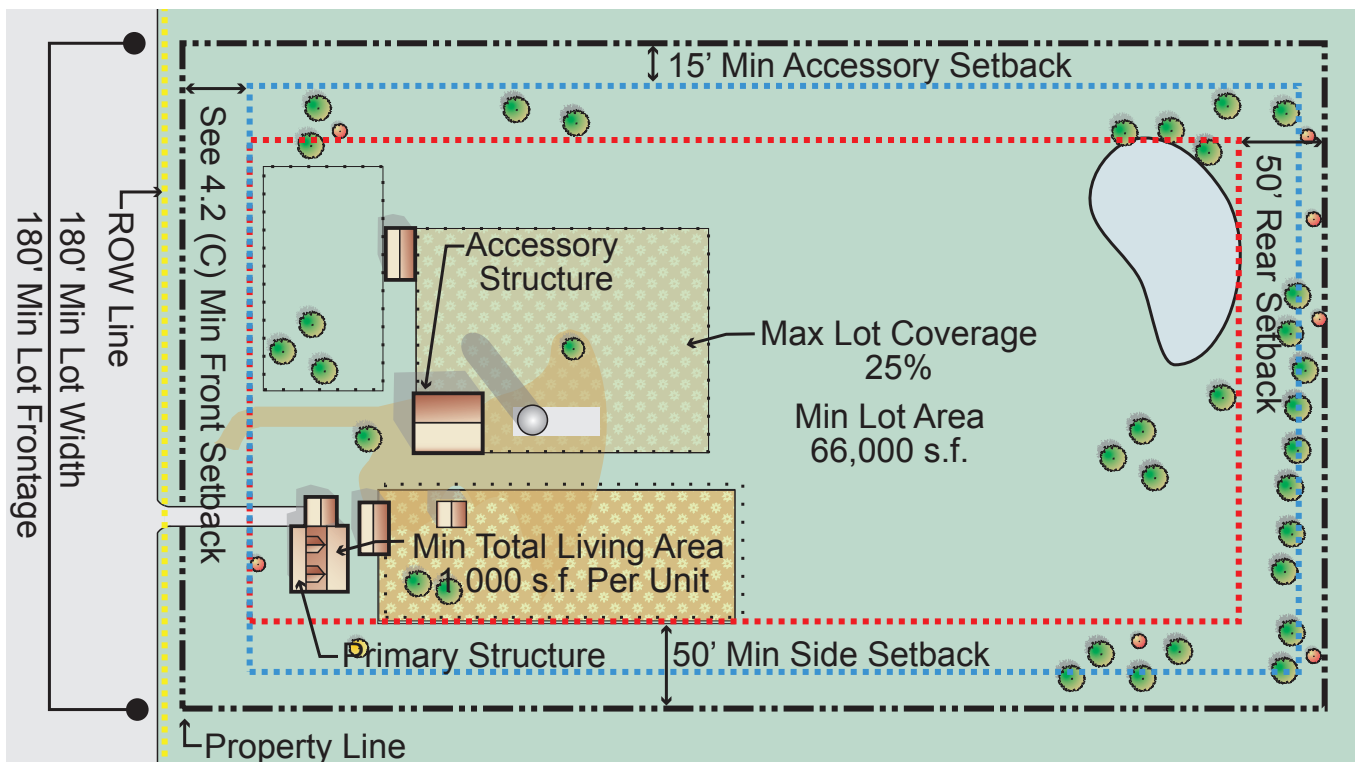 15' Min Accessory Setback
See 4.2 (C) Min Front Setback
ROW Line
180' Min Lot Width
180' Min Lot Frontage
50' Rear Setback
Accessory
Structure
Max Lot Coverage
25%
Min Lot Area
66,000 s.f.
Min Total Living Area
1,000 s.f. Per Unit
Primary Structure
50' Min Side Setback
Property Line